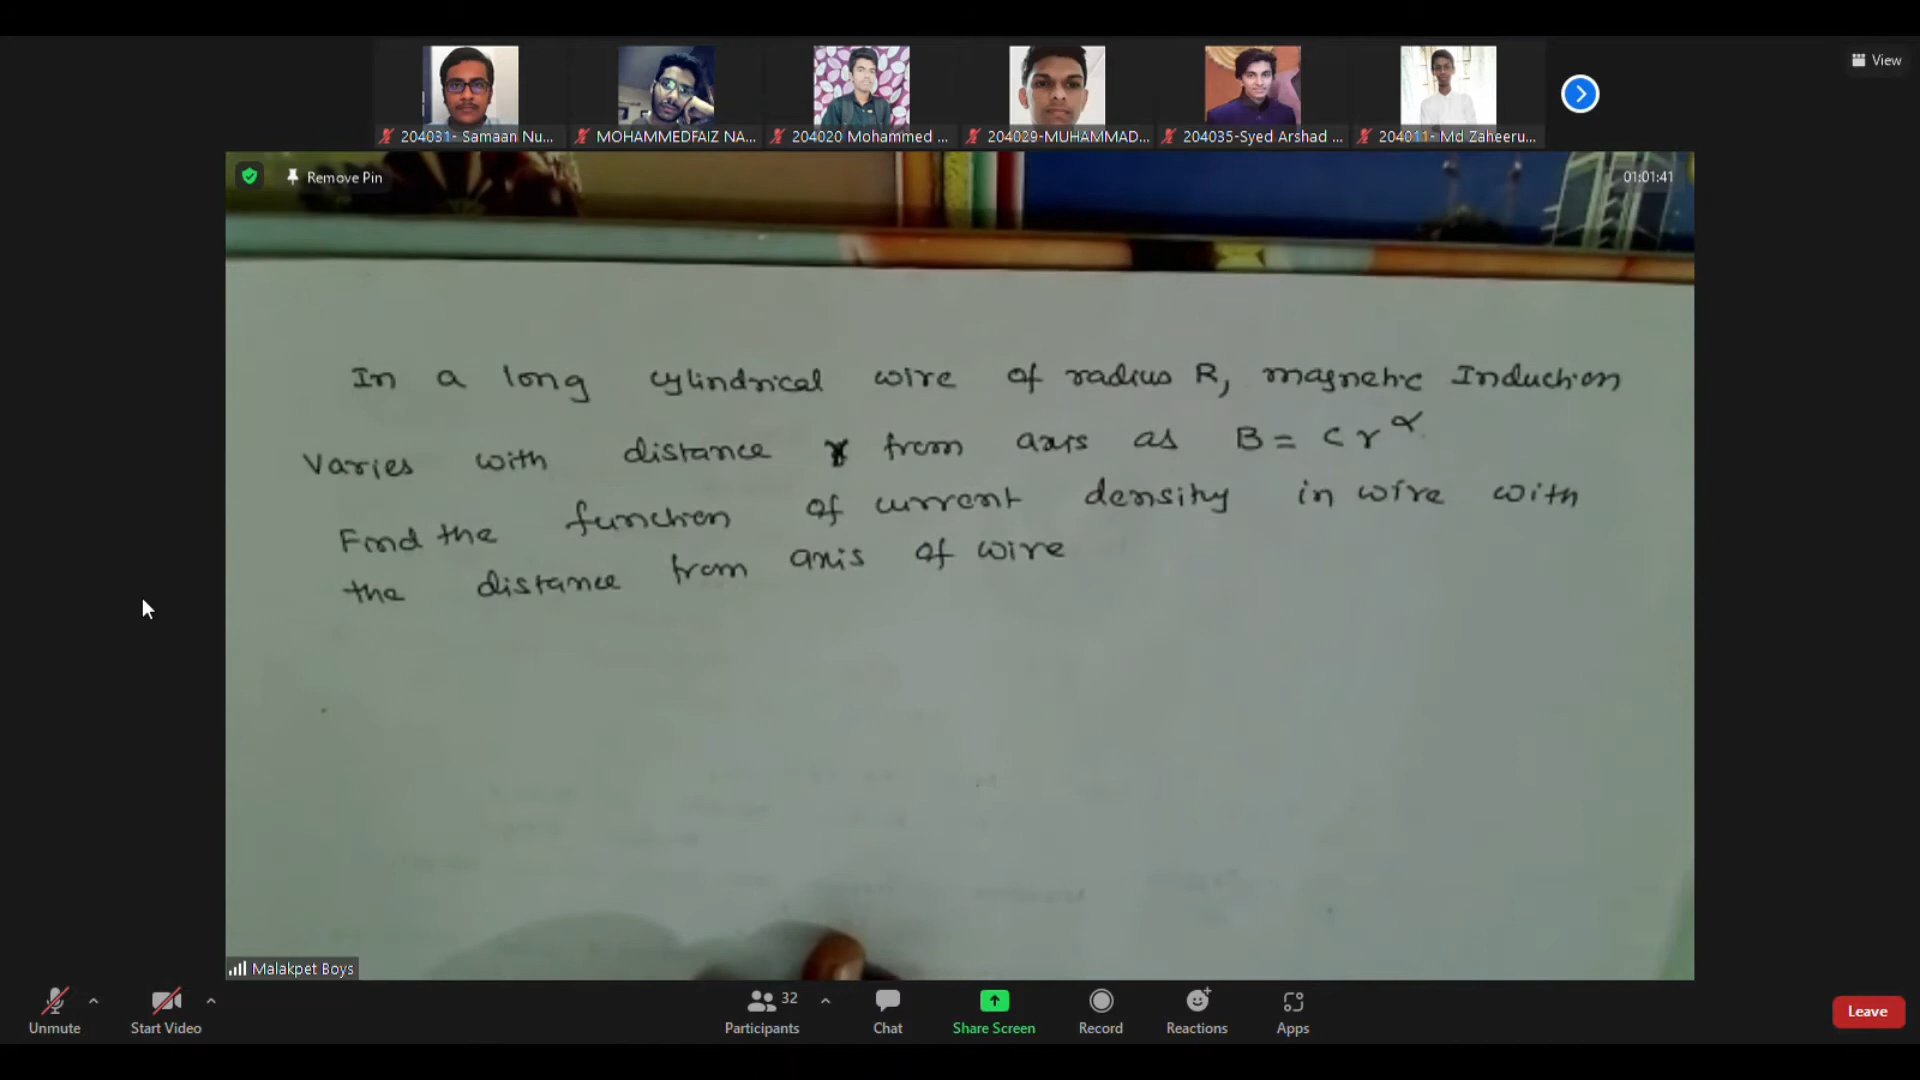 204031- Samaan Nu...
MOHAMMEDFAIZ NA...
204020 Mohammed ...
204029-MUHAMMAD...
204035-Syed Arshad ...
204011- Md Zaheeru...
View
Remove Pin
01:01:41
In a long cylindrical wire of radius R, magnetic Induction
Varies with distance r from axis as B = C r^α
Find the function of current density in wire with
the distance from axis of wire
Malakpet Boys
Unmute
Start Video
32
Participants
Chat
Share Screen
Record
Reactions
Apps
Leave